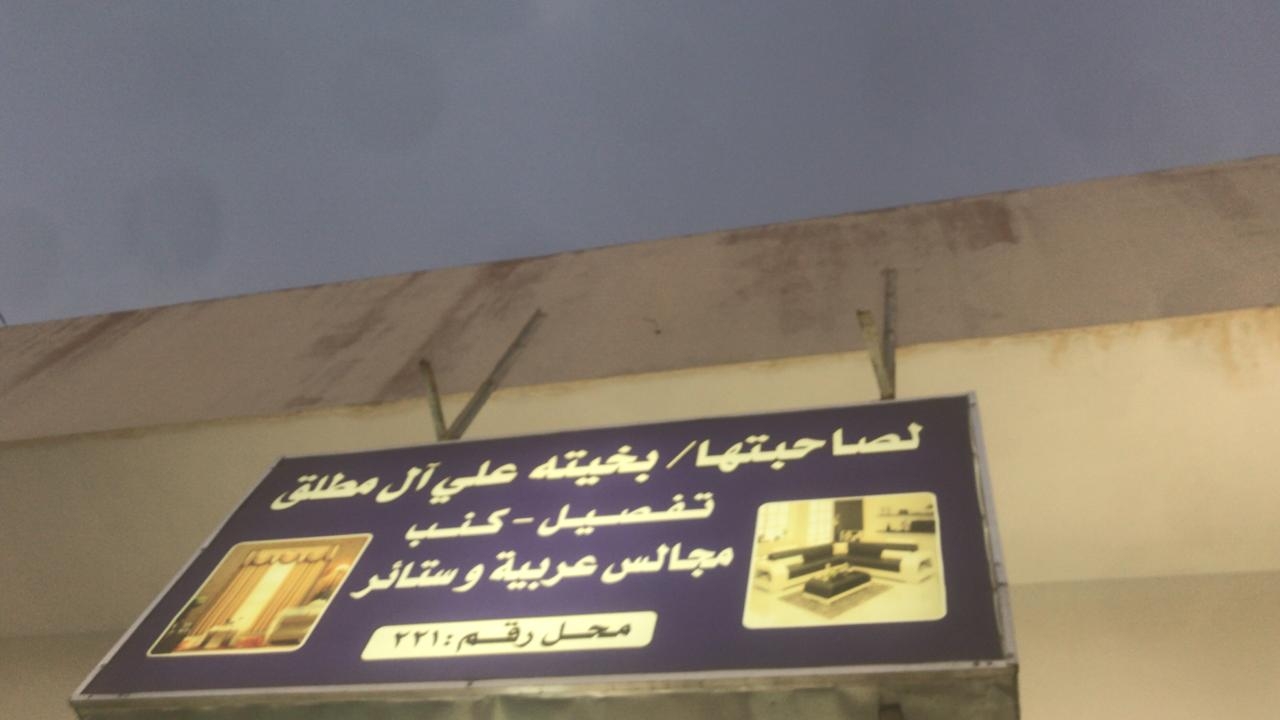 لصاحبتها/ بخيته علي آل مطلق
تفصيل - كنب
مجالس عربية وستائر
محل رقم : ٢٢١